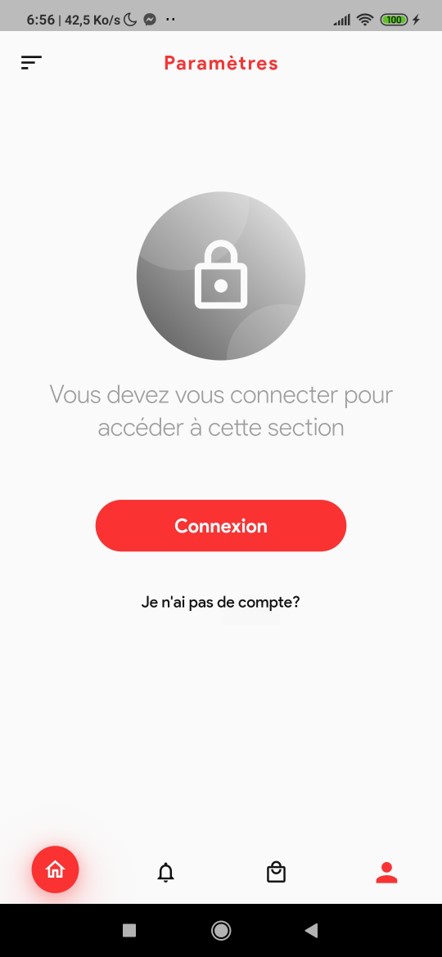 6:56 | 42,5 Ko/s
100
Paramètres
Vous devez vous connecter pour
accéder à cette section
Connexion
Je n'ai pas de compte?